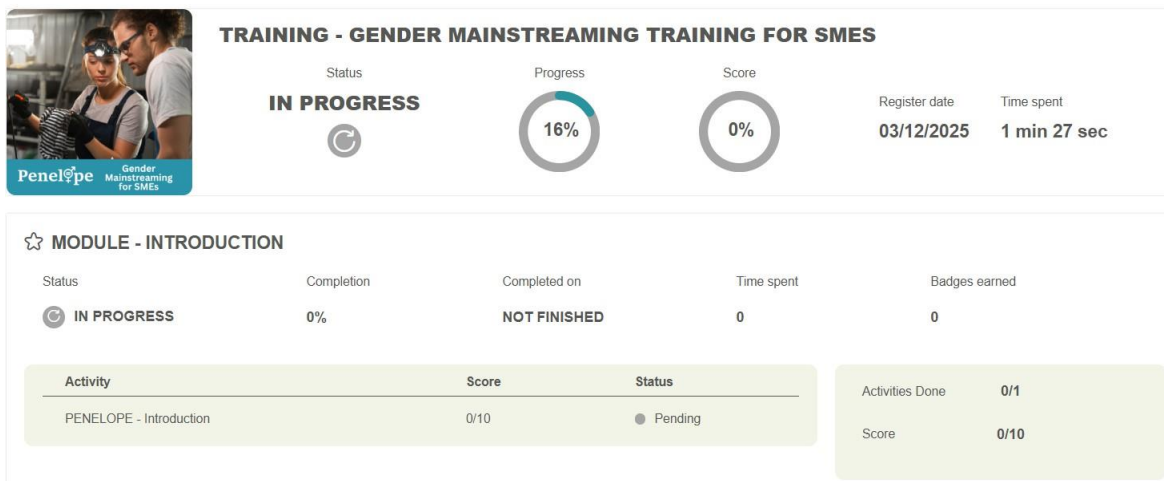 TRAINING - GENDER MAINSTREAMING TRAINING FOR SMES
Status Progress Score
IN PROGRESS 16% 0%
Register date Time spent
03/12/2025 1 min 27 sec
Penelope Gender
Mainstreaming
for SMEs
MODULE - INTRODUCTION
Status Completion Completed on Time spent Badges earned
IN PROGRESS 0% NOT FINISHED 0 0
Activity Score Status
PENELOPE - Introduction 0/10 Pending
Activities Done 0/1
Score 0/10